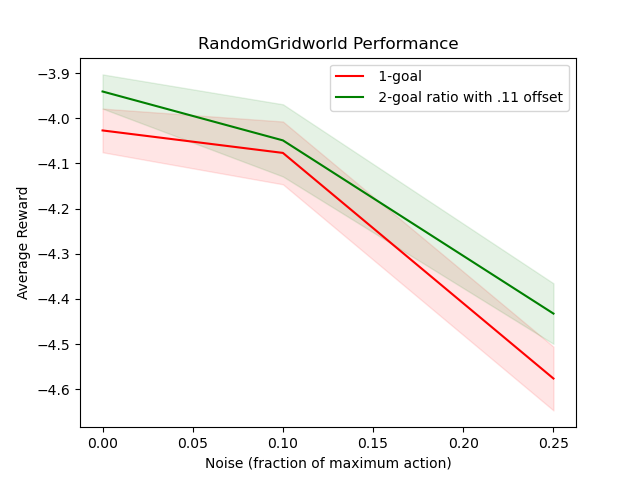 RandomGridworld Performance
1-goal
2-goal ratio with .11 offset
Average Reward
−3.9
−4.0
−4.1
−4.2
−4.3
−4.4
−4.5
−4.6
0.00 0.05 0.10 0.15 0.20 0.25
Noise (fraction of maximum action)